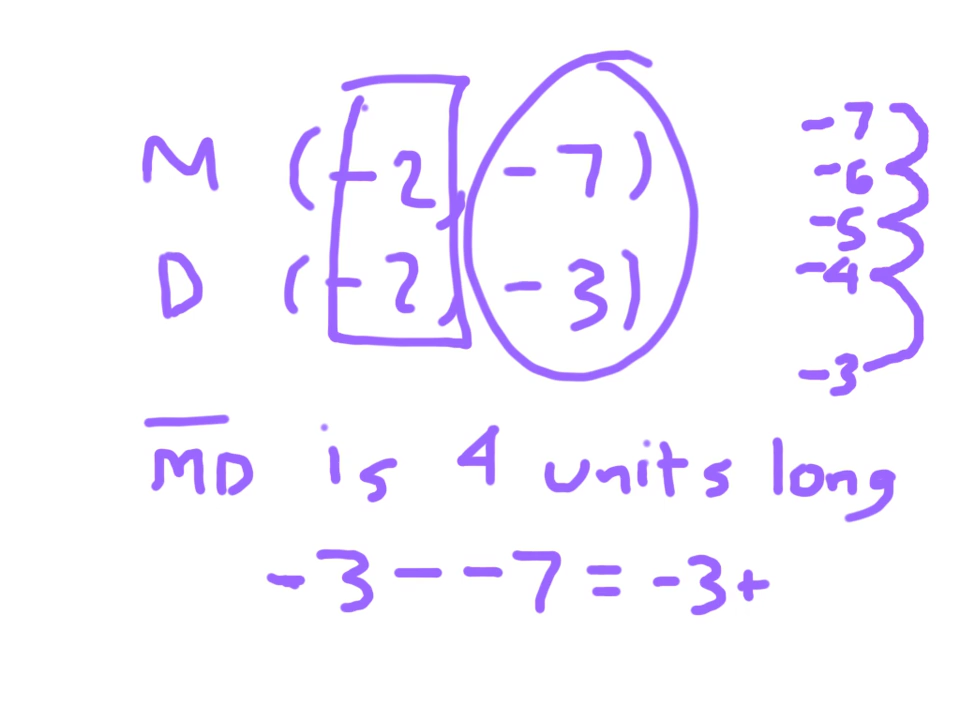 M (-2, -7)
D (-2, -3)
-7
-6
-5
-4
-3
MD is 4 units long
-3 - -7 = -3+